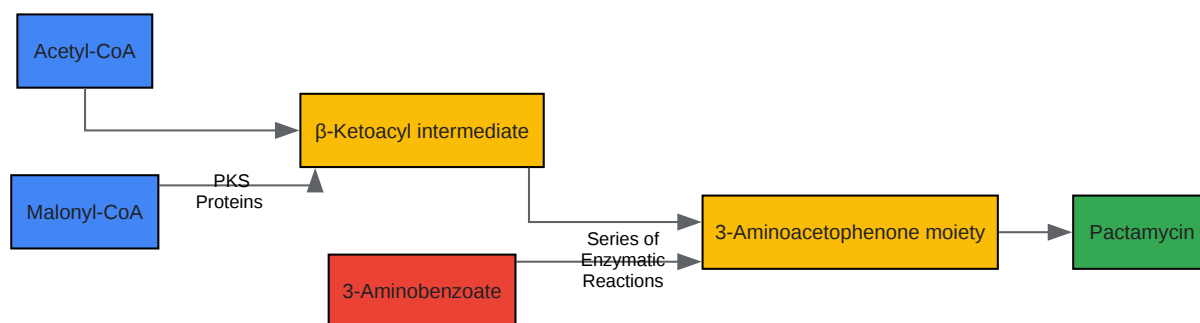 Acetyl-CoA
β-Ketoacyl intermediate
PKS
Proteins
Malonyl-CoA
3-Aminoacetophenone moiety
Pactamycin
Series of
Enzymatic
Reactions
3-Aminobenzoate